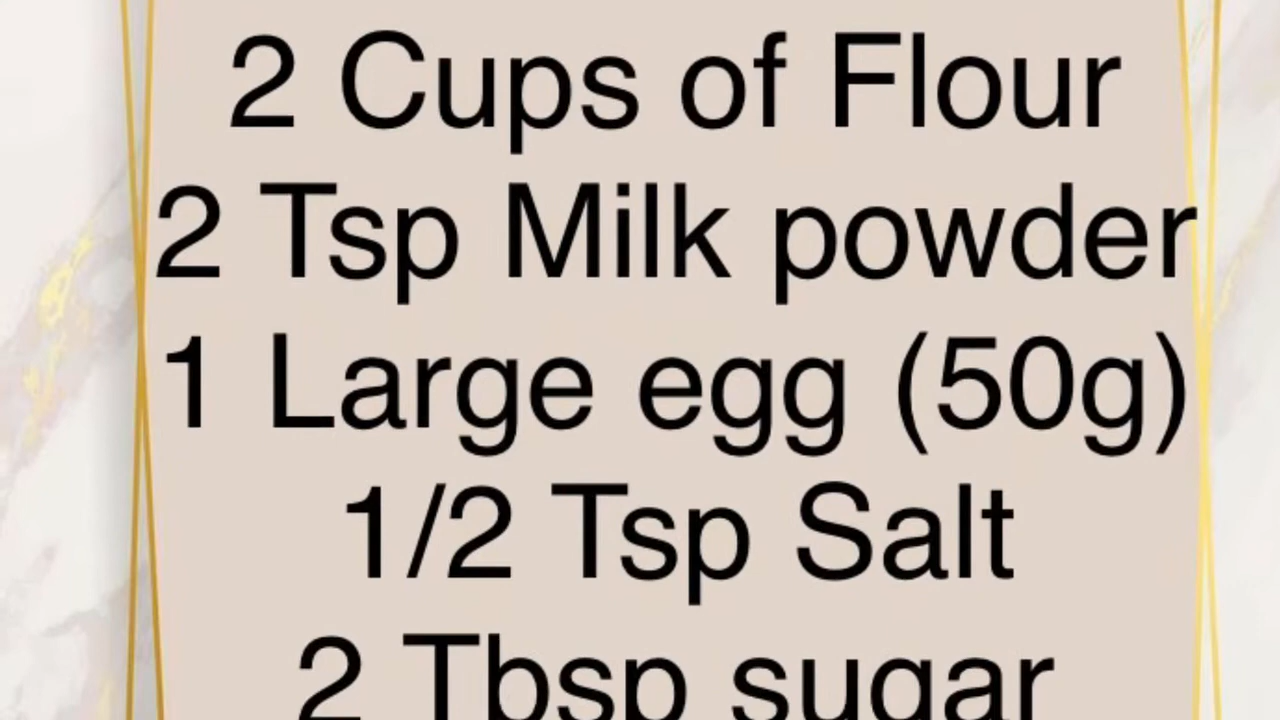 2 Cups of Flour
2 Tsp Milk powder
1 Large egg (50g)
1/2 Tsp Salt
2 Tbsp sugar